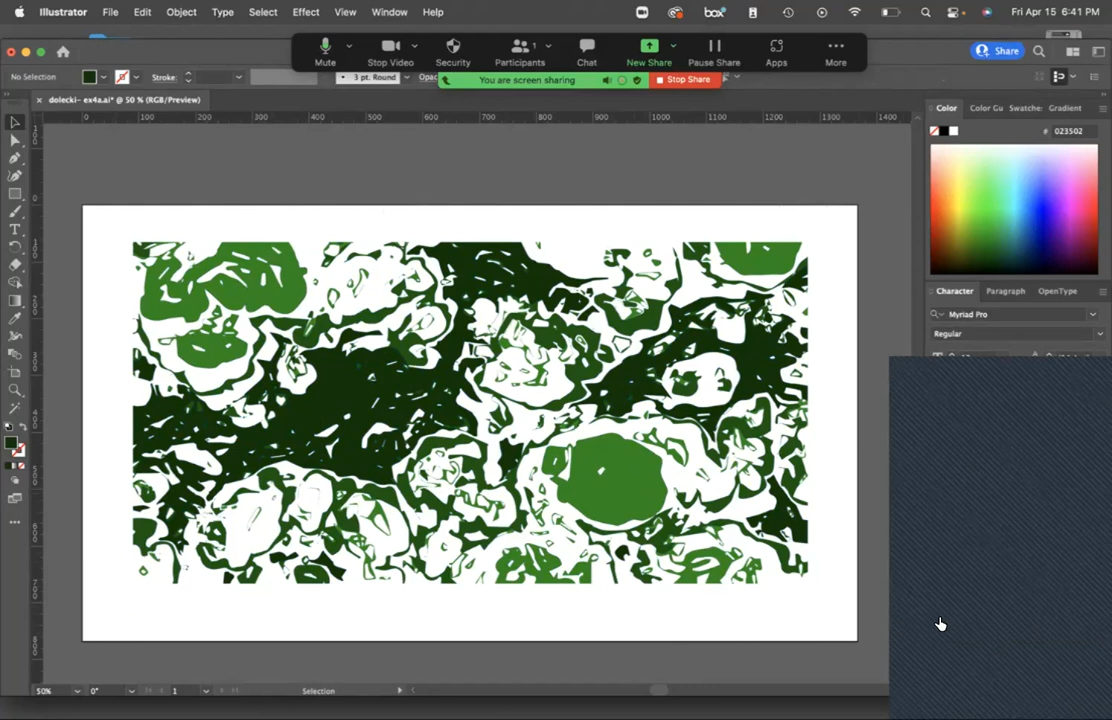 Illustrator File Edit Object Type Select Effect View Window Help
box
Fri Apr 15 6:41 PM
Mute Stop Video Security Participants 1 Chat New Share Pause Share Apps More
You are screen sharing Stop Share
Share
No Selection Stroke: 3 pt. Round
dolecki- ex4a.ai* @ 50 % (RGB/Preview)
0 100 200 300 400 500 600 700 800 900 1000 1100 1200 1300 1400
Color Color Gu Swatche: Gradient
# 023502
Character Paragraph OpenType
Myriad Pro
Regular
50% 0° 1 Selection